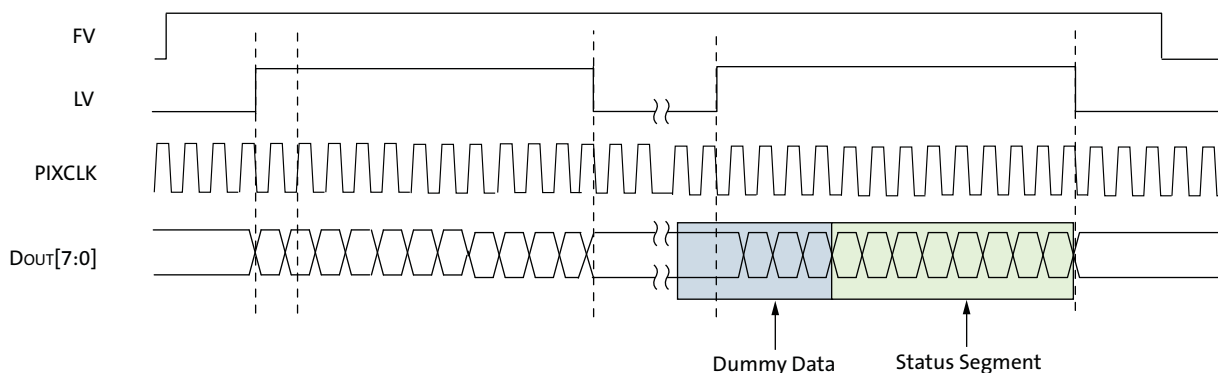 FV
LV
PIXCLK
DOUT[7:0]
Dummy Data
Status Segment